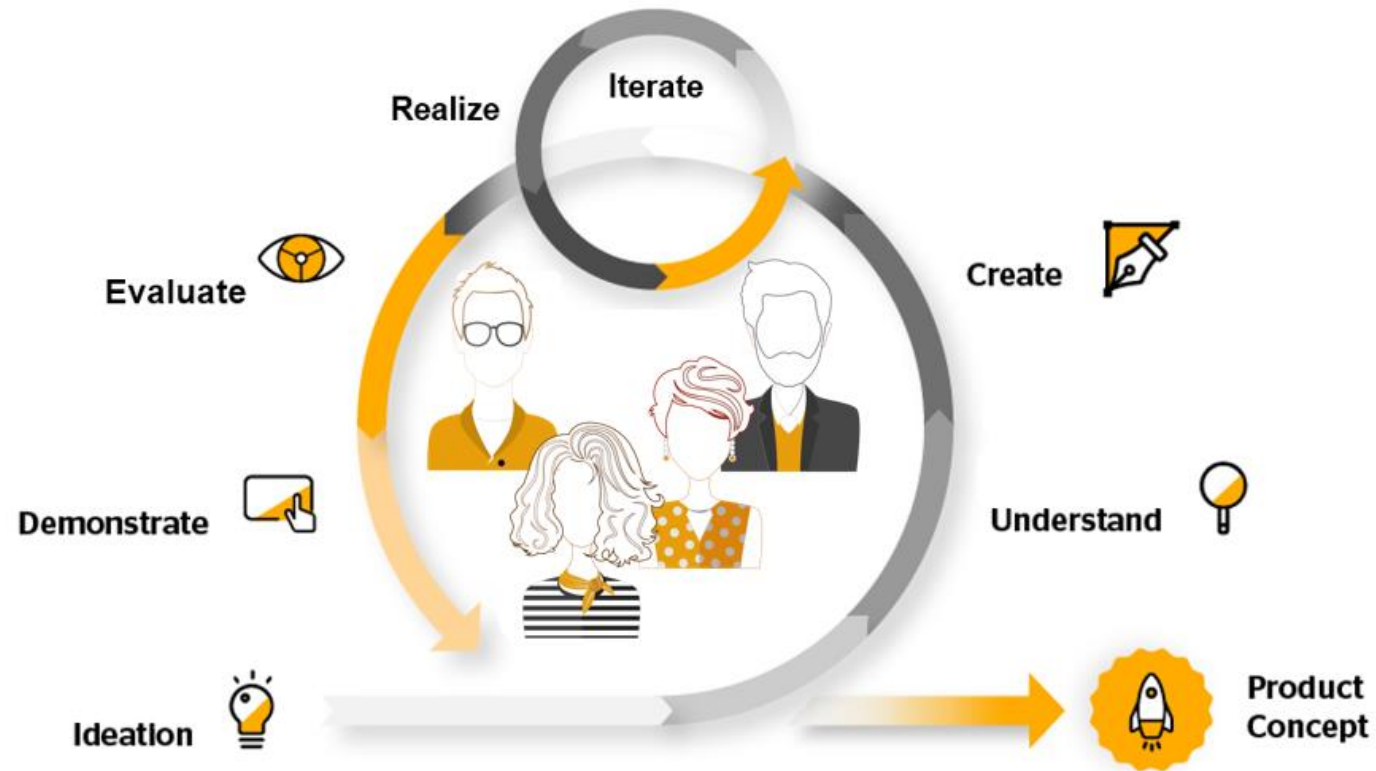 Iterate
Realize
Evaluate
Create
Demonstrate
Understand
Ideation
Product
Concept